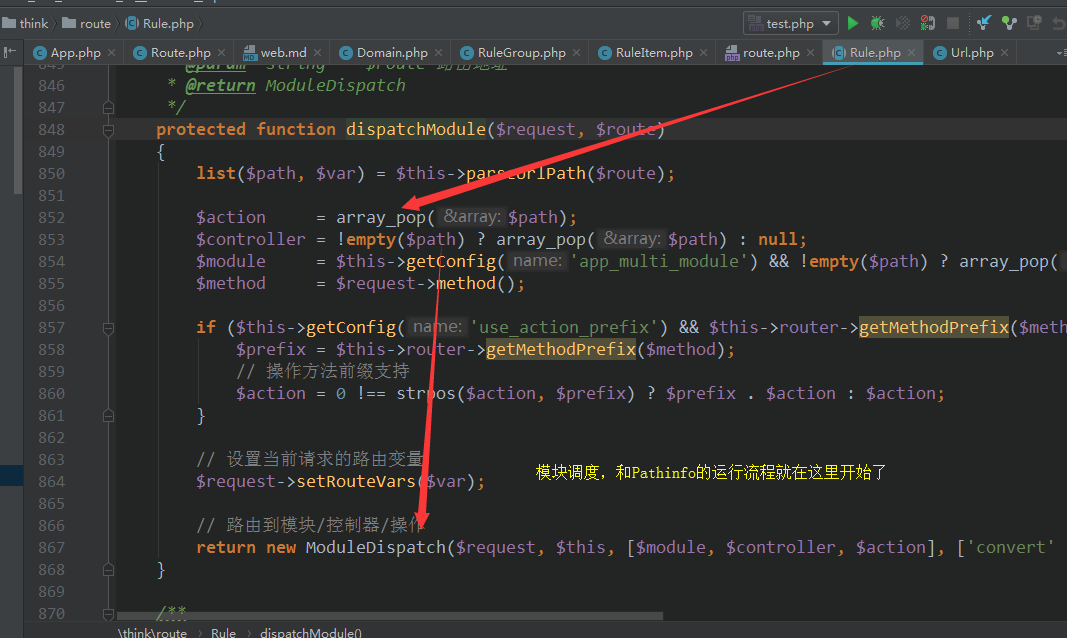 think route Rule.php test.php
App.php Route.php web.md Domain.php RuleGroup.php RuleItem.php route.php Rule.php Url.php
845 * @param string $route 路由地址
846 * @return ModuleDispatch
847 */
848 protected function dispatchModule($request, $route)
849 {
850 list($path, $var) = $this->parseUrlPath($route);
851
852 $action = array_pop( &array: $path);
853 $controller = !empty($path) ? array_pop( &array: $path) : null;
854 $module = $this->getConfig( name: 'app_multi_module') && !empty($path) ? array_pop(
855 $method = $request->method();
856
857 if ($this->getConfig( name: 'use_action_prefix') && $this->router->getMethodPrefix($meth
858 $prefix = $this->router->getMethodPrefix($method);
859 // 操作方法前缀支持
860 $action = 0 !== strpos($action, $prefix) ? $prefix . $action : $action;
861 }
862
863 // 设置当前请求的路由变量
模块调度，和Pathinfo的运行流程就在这里开始了
864 $request->setRouteVars($var);
865
866 // 路由到模块/控制器/操作
867 return new ModuleDispatch($request, $this, [$module, $controller, $action], ['convert'
868 }
869
870 /**
\think\route › Rule › dispatchModule()